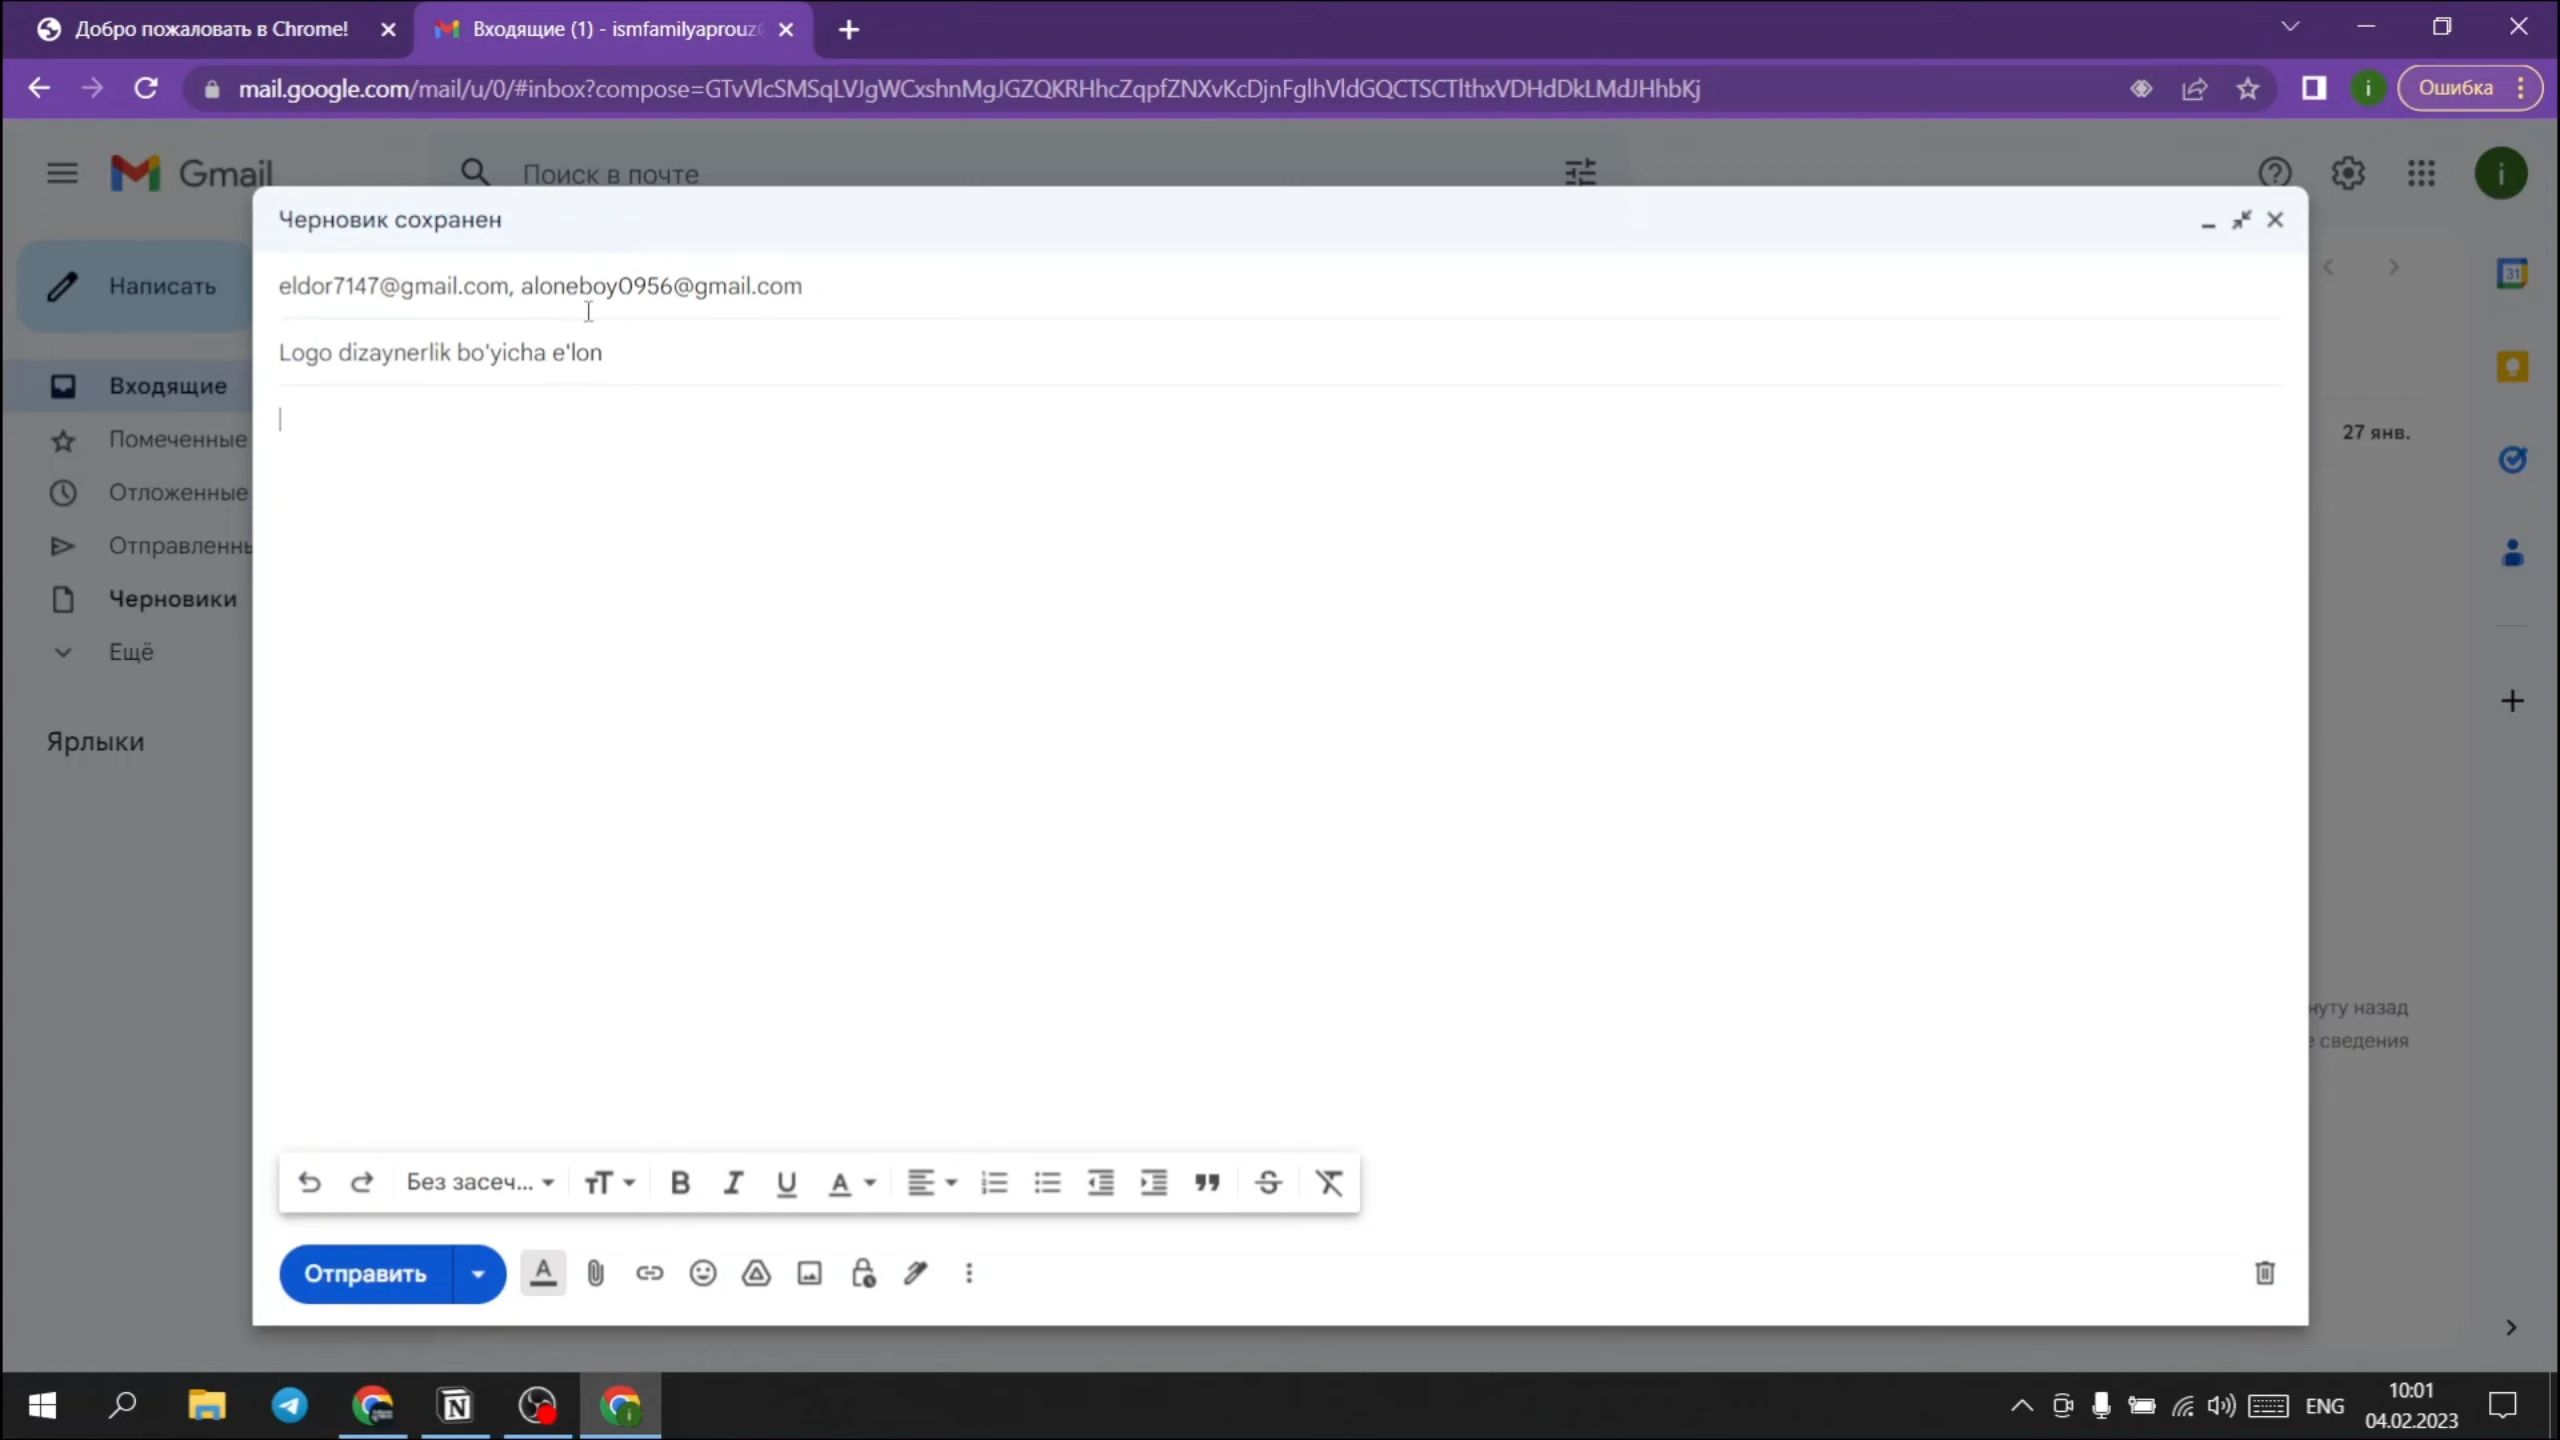 Добро пожаловать в Chrome!
Входящие (1) - ismfamilyaprouz
mail.google.com/mail/u/0/#inbox?compose=GTvVlcSMSqLVJgWCxshnMgJGZQKRHhcZqpfZNXvKcDjnFglhVldGQCTSCTlthxVDHdDkLMdJHhbKj
i
Ошибка
Gmail
Поиск в почте
i
Черновик сохранен
Написать
eldor7147@gmail.com, aloneboy0956@gmail.com
31
Logo dizaynerlik bo'yicha e'lon
Входящие
Помеченные
27 янв.
Отложенные
Отправленны
Черновики
Ещё
Ярлыки
нуту назад
е сведения
Без засеч...
Отправить
ENG
10:01
04.02.2023